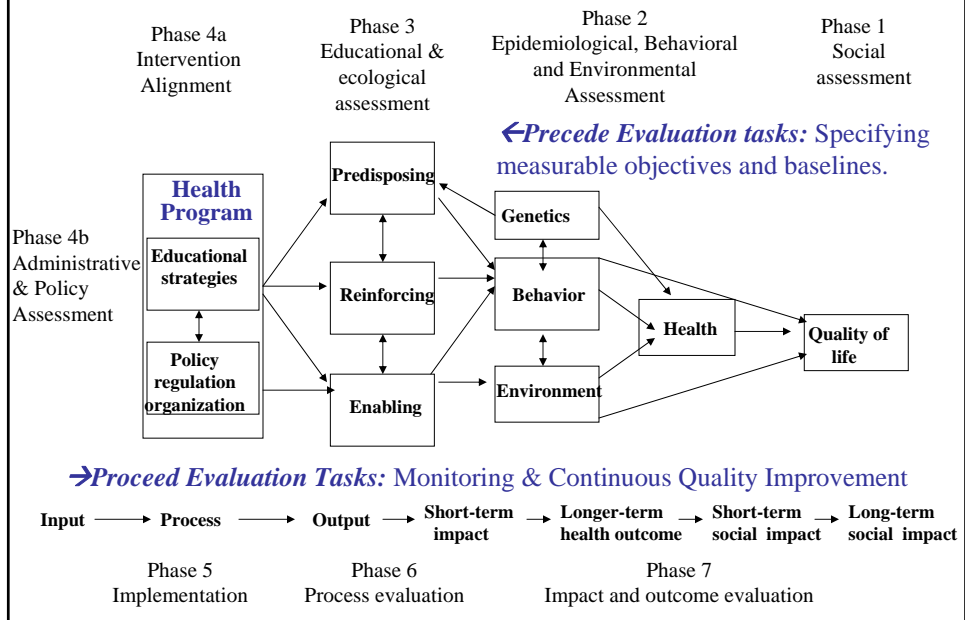 Phase 4a
Intervention
Alignment
Phase 3
Educational &
ecological
assessment
Phase 2
Epidemiological, Behavioral
and Environmental
Assessment
Phase 1
Social
assessment
←Precede Evaluation tasks: Specifying
measurable objectives and baselines.
Phase 4b
Administrative
& Policy
Assessment
Health
Program
Educational
strategies
Policy
regulation
organization
Predisposing
Reinforcing
Enabling
Genetics
Behavior
Environment
Health
Quality of
life
→Proceed Evaluation Tasks: Monitoring & Continuous Quality Improvement
Input
Process
Output
Short-term
impact
Longer-term
health outcome
Short-term
social impact
Long-term
social impact
Phase 5
Implementation
Phase 6
Process evaluation
Phase 7
Impact and outcome evaluation